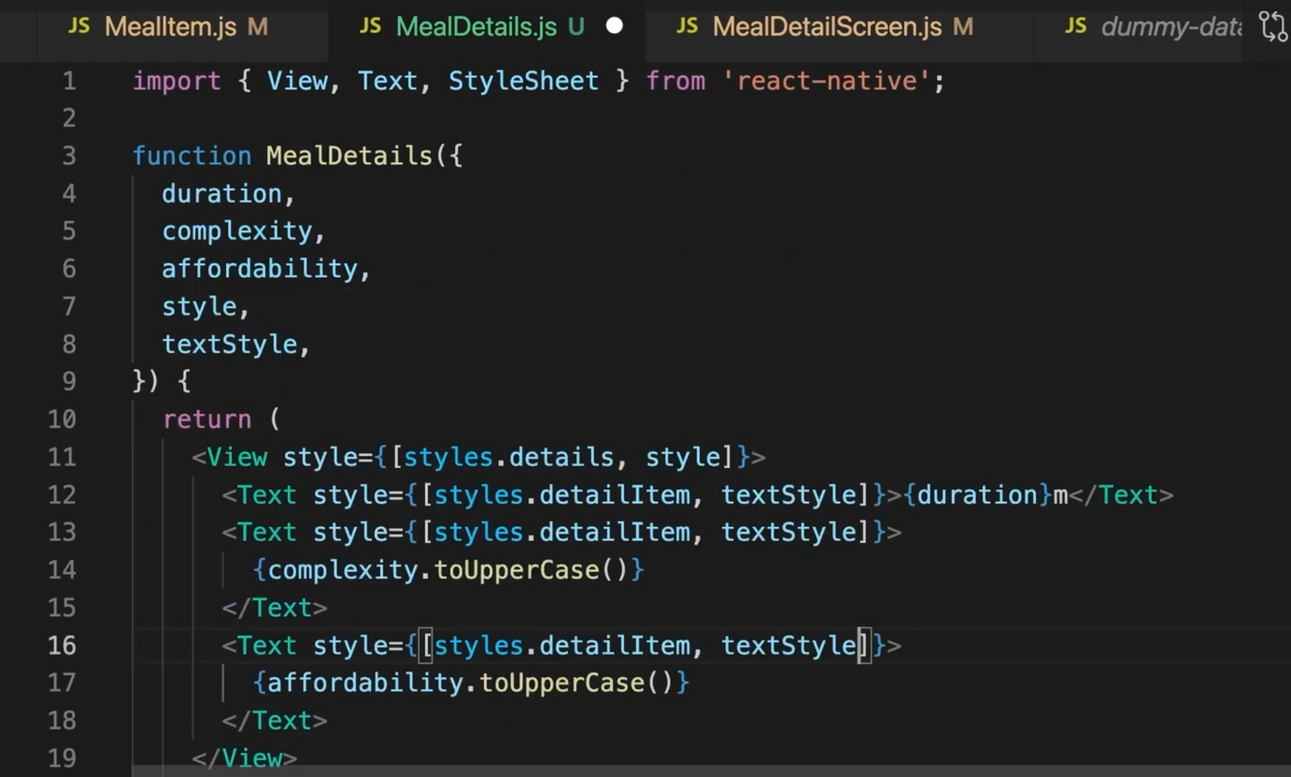 JS MealItem.js M JS MealDetails.js U JS MealDetailScreen.js M JS dummy-data
1 import { View, Text, StyleSheet } from 'react-native';
2
3 function MealDetails({
4 duration,
5 complexity,
6 affordability,
7 style,
8 textStyle,
9 }) {
10 return (
11 <View style={[styles.details, style]}>
12 <Text style={[styles.detailItem, textStyle]}>{duration}m</Text>
13 <Text style={[styles.detailItem, textStyle]}>
14 {complexity.toUpperCase()}
15 </Text>
16 <Text style={[styles.detailItem, textStyle]}>
17 {affordability.toUpperCase()}
18 </Text>
19 </View>